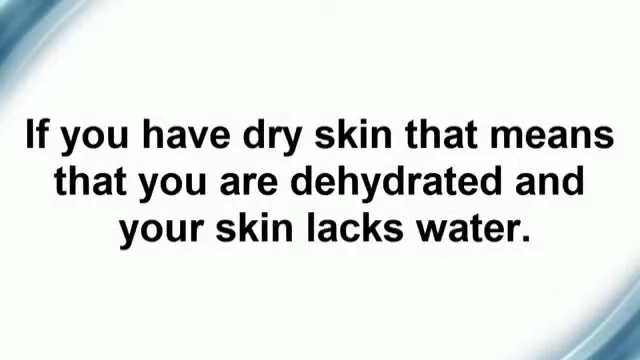 If you have dry skin that means
that you are dehydrated and
your skin lacks water.